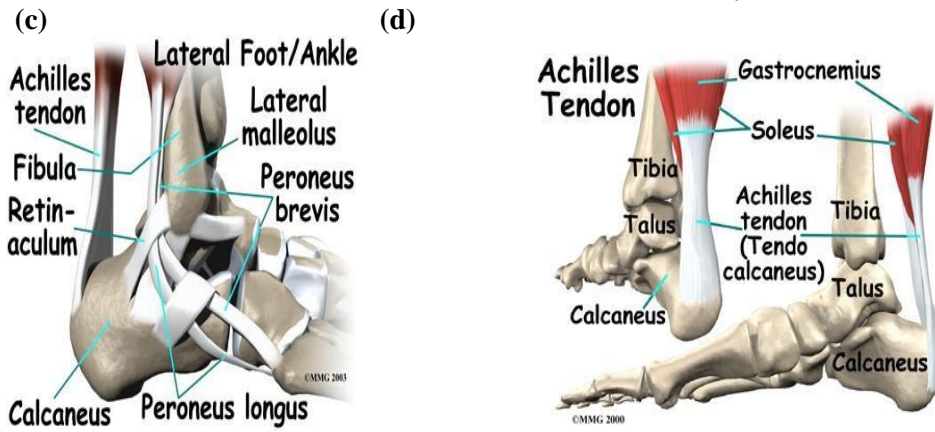 (c)
Lateral Foot/Ankle
Achilles
tendon
Lateral
malleolus
Fibula
Peroneus
brevis
Retin-
aculum
©MMG 2003
Calcaneus
Peroneus longus
(d)
Achilles
Tendon
Gastrocnemius
Soleus
Tibia
Achilles
tendon
(Tendo
calcaneus)
Tibia
Talus
Talus
Calcaneus
Calcaneus
©MMG 2000